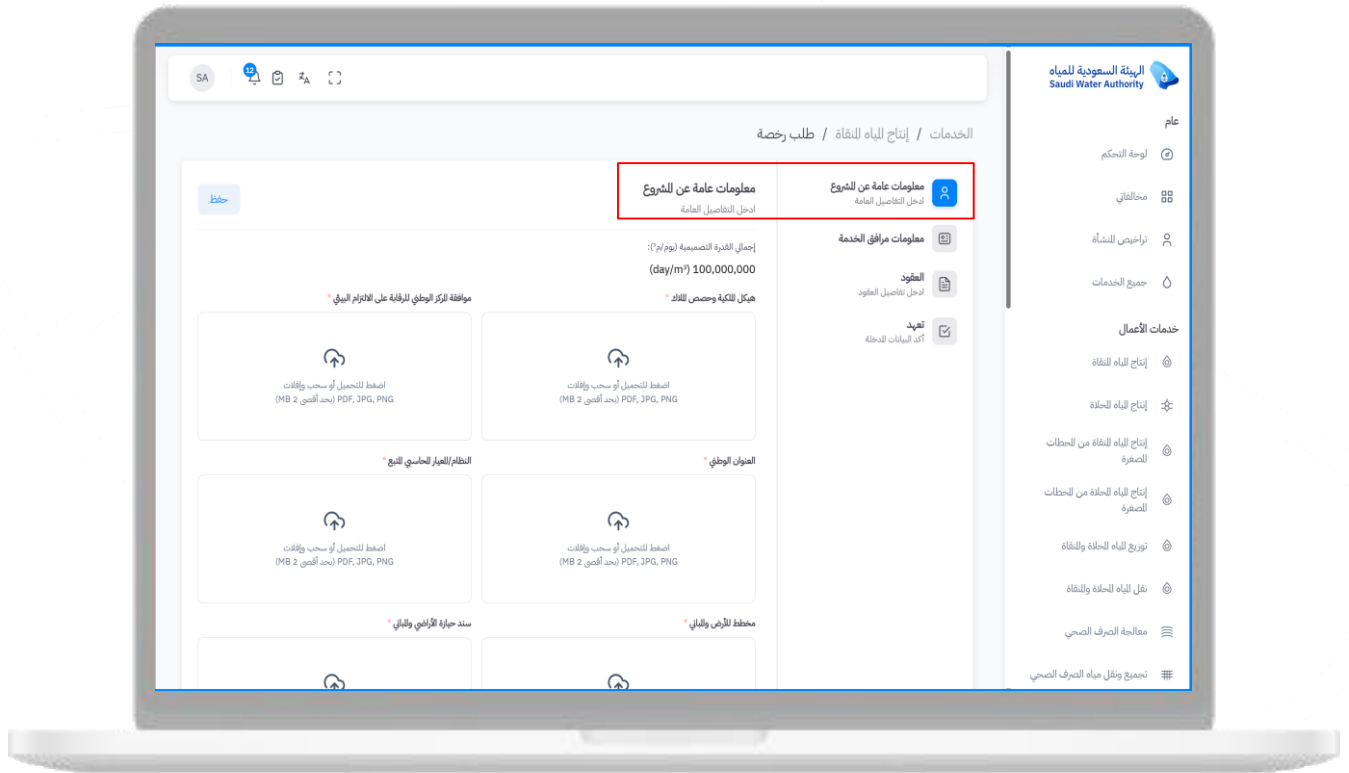 الهيئة السعودية للمياه
Saudi Water Authority
عام
لوحة التحكم
مخالفاتي
تراخيص المنشأة
جميع الخدمات
خدمات الأعمال
إنتاج المياه المنقاة
إنتاج المياه المحلاة
إنتاج المياه المنقاة من المحطات
المصغرة
إنتاج المياه المحلاة من المحطات
المصغرة
توزيع المياه المحلاة والمنقاة
نقل المياه المحلاة والمنقاة
معالجة الصرف الصحي
تجميع ونقل مياه الصرف الصحي
12
SA
الخدمات / إنتاج المياه المنقاة / طلب رخصة
معلومات عامة عن المشروع
ادخل التفاصيل العامة
معلومات مرافق الخدمة
العقود
ادخل تفاصيل العقود
تعهد
أكد البيانات المدخلة
معلومات عامة عن المشروع
ادخل التفاصيل العامة
حفظ
إجمالي القدرة التصميمية (يوم/م³):
100,000,000 (day/m³)
هيكل الملكية وحصص الملاك *
اضغط للتحميل أو سحب وإفلات
PDF, JPG, PNG (بحد أقصى 2 MB)
موافقة المركز الوطني للرقابة على الالتزام البيئي *
اضغط للتحميل أو سحب وإفلات
PDF, JPG, PNG (بحد أقصى 2 MB)
العنوان الوطني *
اضغط للتحميل أو سحب وإفلات
PDF, JPG, PNG (بحد أقصى 2 MB)
النظام/المعيار المحاسبي المتبع *
اضغط للتحميل أو سحب وإفلات
PDF, JPG, PNG (بحد أقصى 2 MB)
مخطط للأرض والمباني *
سند حيازة الأراضي والمباني *